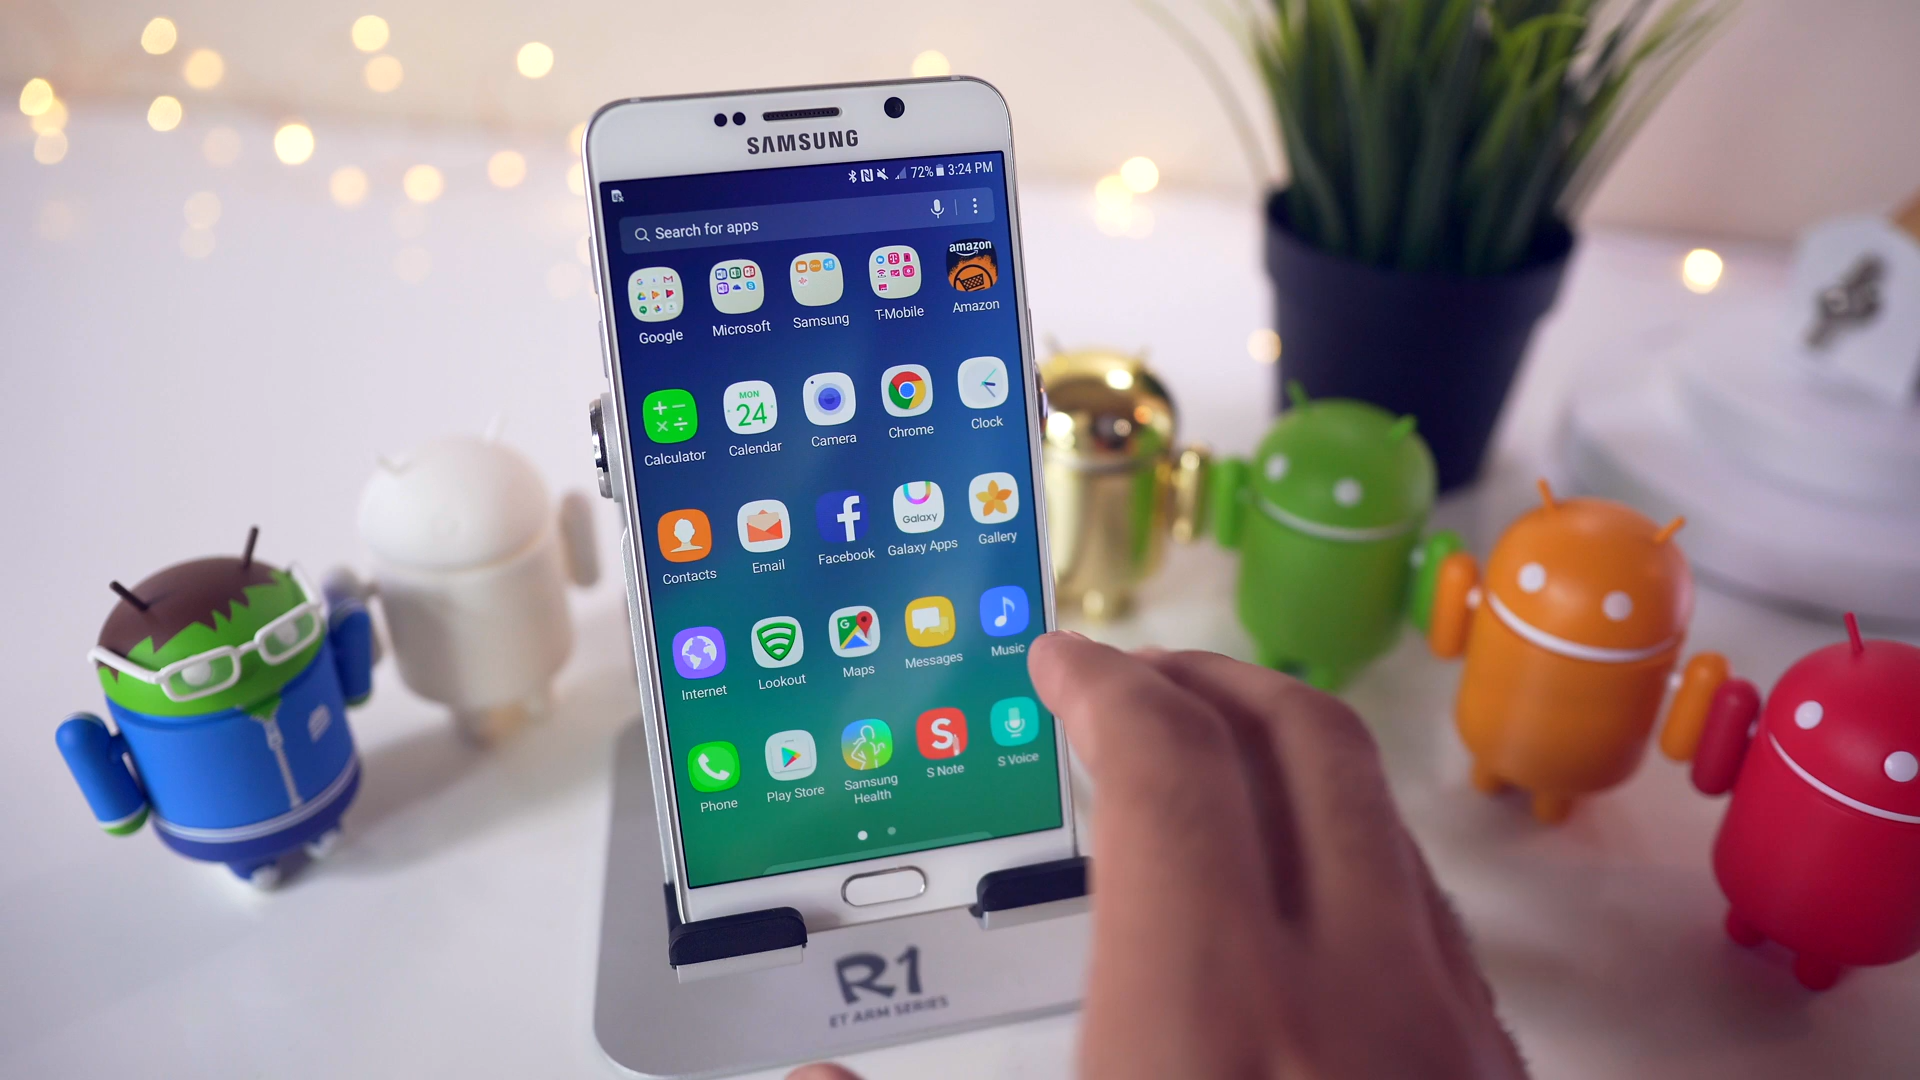 SAMSUNG
72% 3:24 PM
Search for apps
amazon
Google
Microsoft
Samsung
T-Mobile
Amazon
MON
24
Calculator
Calendar
Camera
Chrome
Clock
Galaxy
Contacts
Email
Facebook
Galaxy Apps
Gallery
Internet
Lookout
Maps
Messages
Music
S
Phone
Play Store
Samsung
Health
S Note
S Voice
R1
ET ARM SERIES